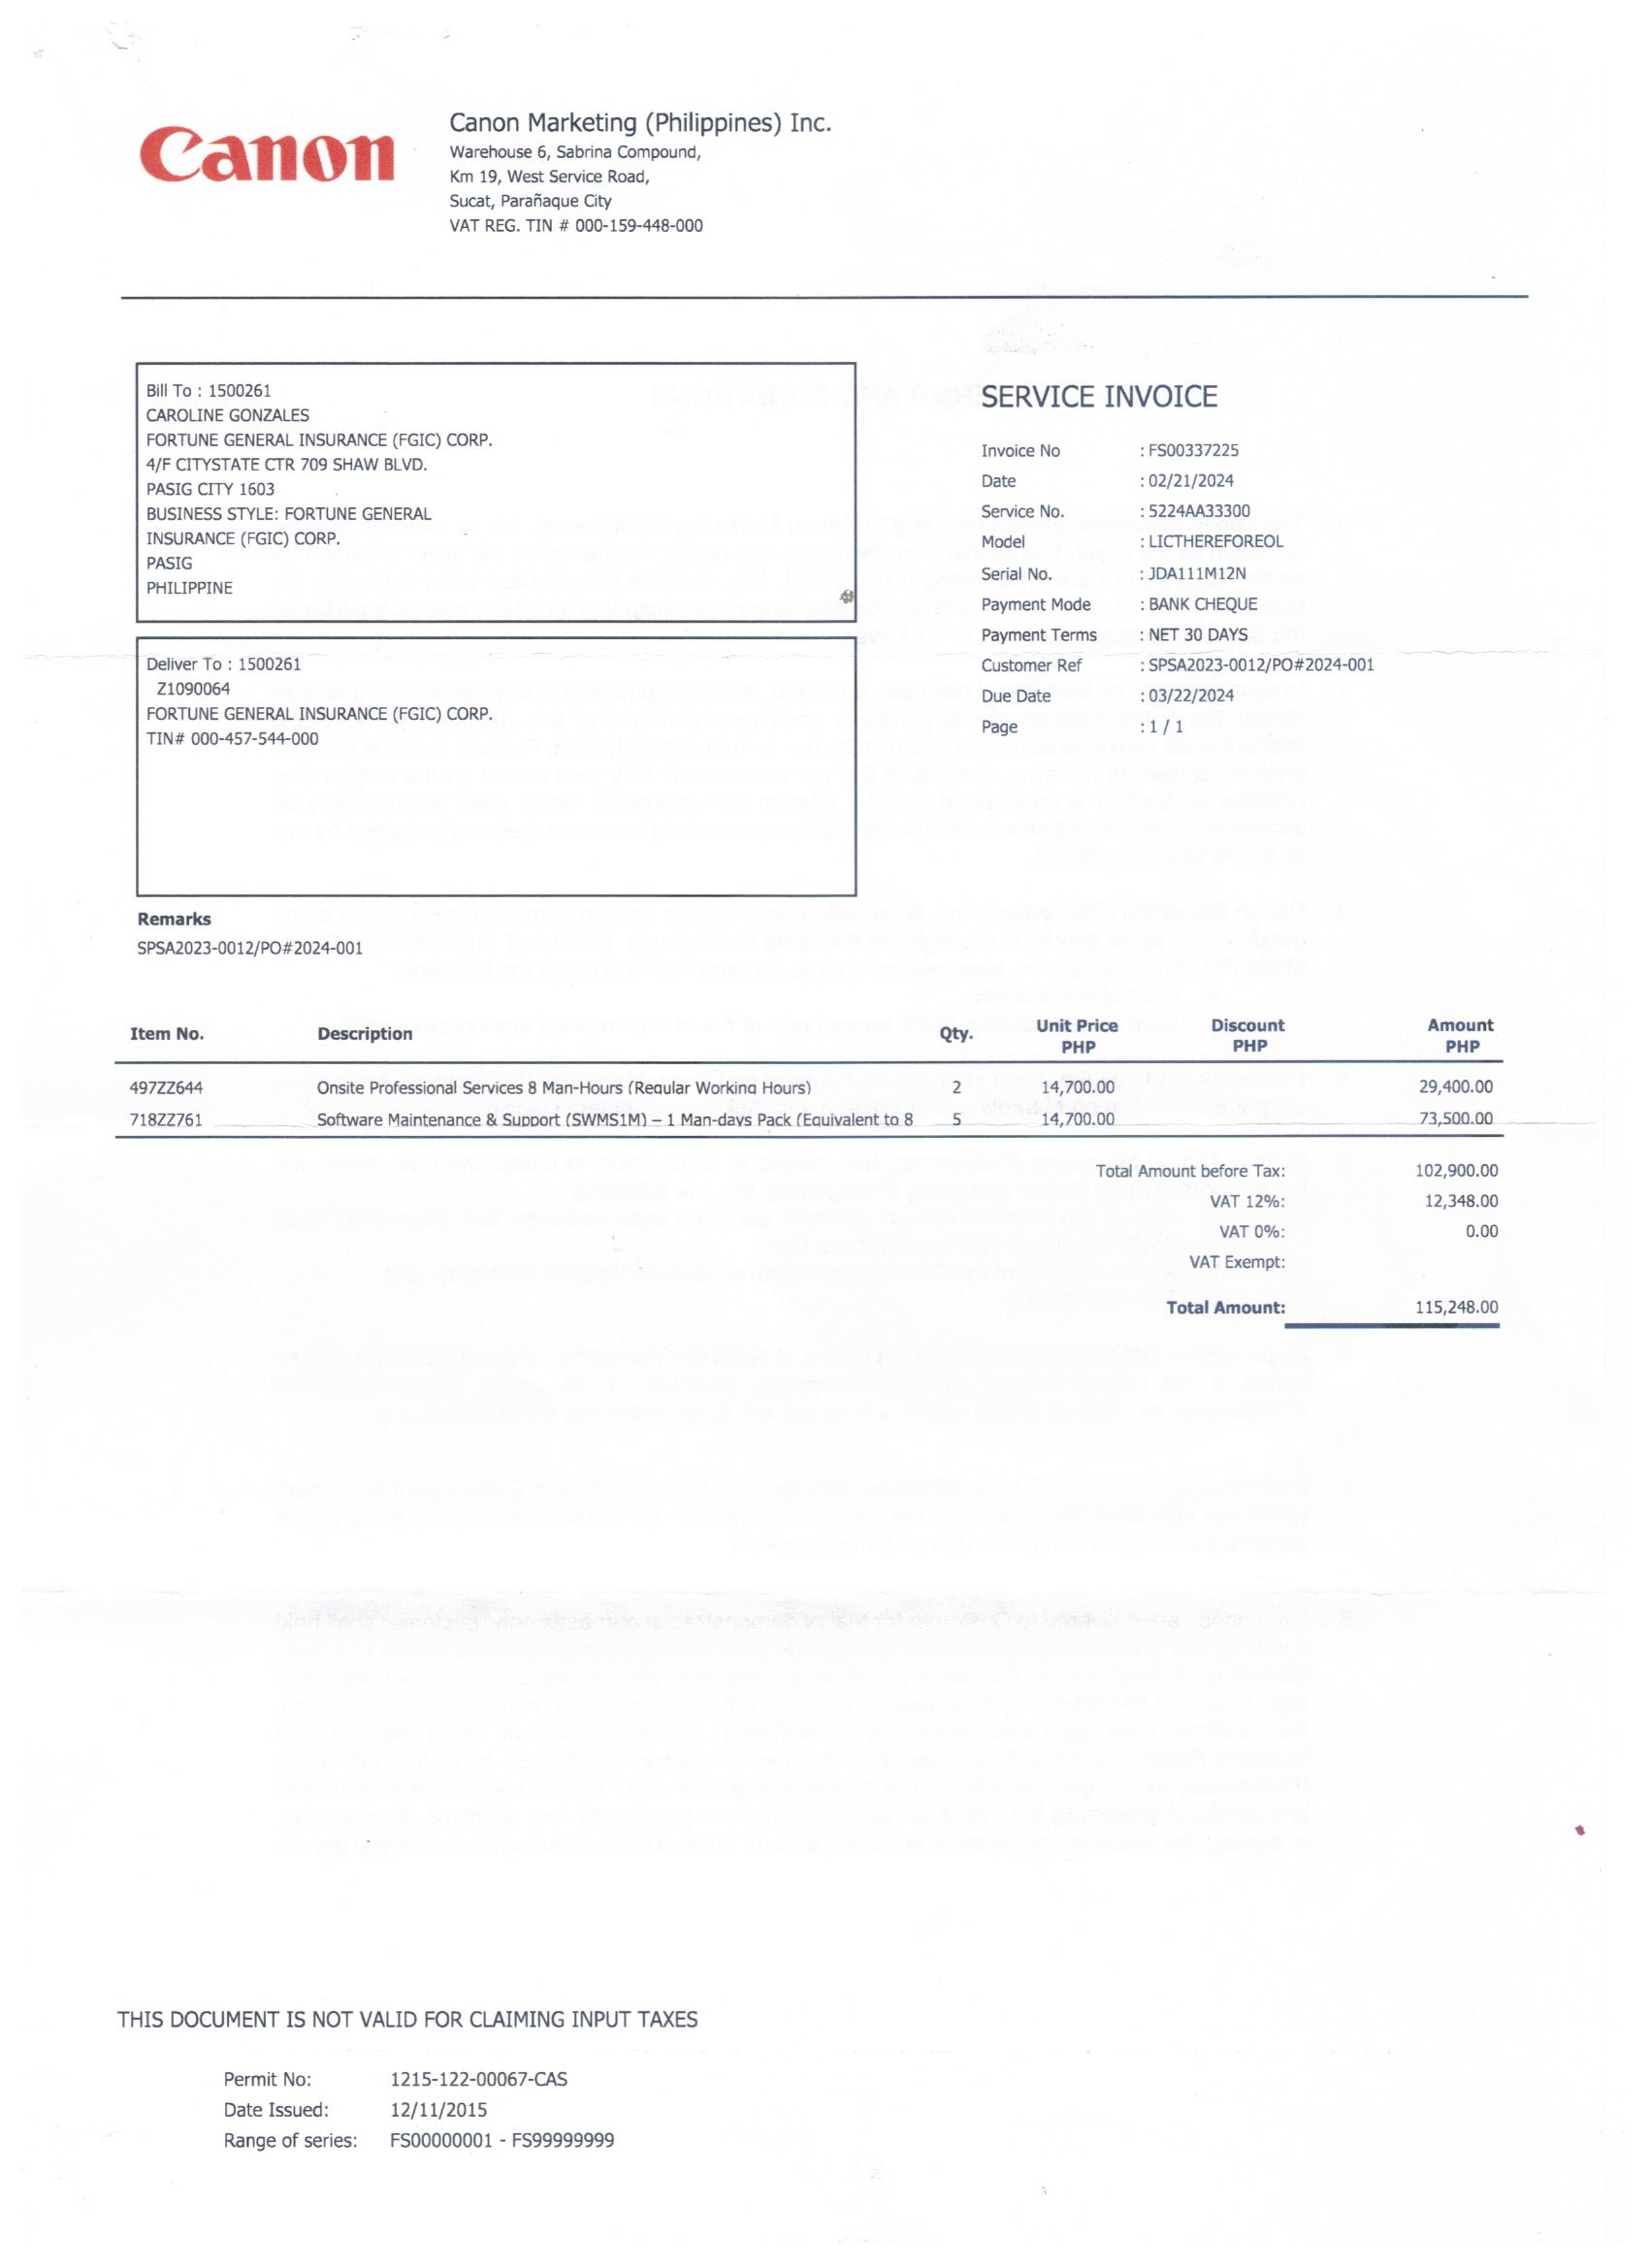 Canon
Canon Marketing (Philippines) Inc.
Warehouse 6, Sabrina Compound,
Km 19, West Service Road,
Sucat, Parañaque City
VAT REG. TIN # 000-159-448-000
Bill To : 1500261
CAROLINE GONZALES
FORTUNE GENERAL INSURANCE (FGIC) CORP.
4/F CITYSTATE CTR 709 SHAW BLVD.
PASIG CITY 1603
BUSINESS STYLE: FORTUNE GENERAL
INSURANCE (FGIC) CORP.
PASIG
PHILIPPINE
Deliver To : 1500261
Z1090064
FORTUNE GENERAL INSURANCE (FGIC) CORP.
TIN# 000-457-544-000
SERVICE INVOICE
Invoice No : FS00337225
Date : 02/21/2024
Service No. : 5224AA33300
Model : LICTHEREFOREOL
Serial No. : JDA111M12N
Payment Mode : BANK CHEQUE
Payment Terms : NET 30 DAYS
Customer Ref : SPSA2023-0012/PO#2024-001
Due Date : 03/22/2024
Page : 1 / 1
Remarks
SPSA2023-0012/PO#2024-001
Item No. Description Qty. Unit Price PHP Discount PHP Amount PHP
497ZZ644 Onsite Professional Services 8 Man-Hours (Regular Working Hours) 2 14,700.00 29,400.00
718ZZ761 Software Maintenance & Support (SWMS1M) – 1 Man-days Pack (Equivalent to 8 5 14,700.00 73,500.00
Total Amount before Tax: 102,900.00
VAT 12%: 12,348.00
VAT 0%: 0.00
VAT Exempt:
Total Amount: 115,248.00
THIS DOCUMENT IS NOT VALID FOR CLAIMING INPUT TAXES
Permit No: 1215-122-00067-CAS
Date Issued: 12/11/2015
Range of series: FS00000001 - FS99999999